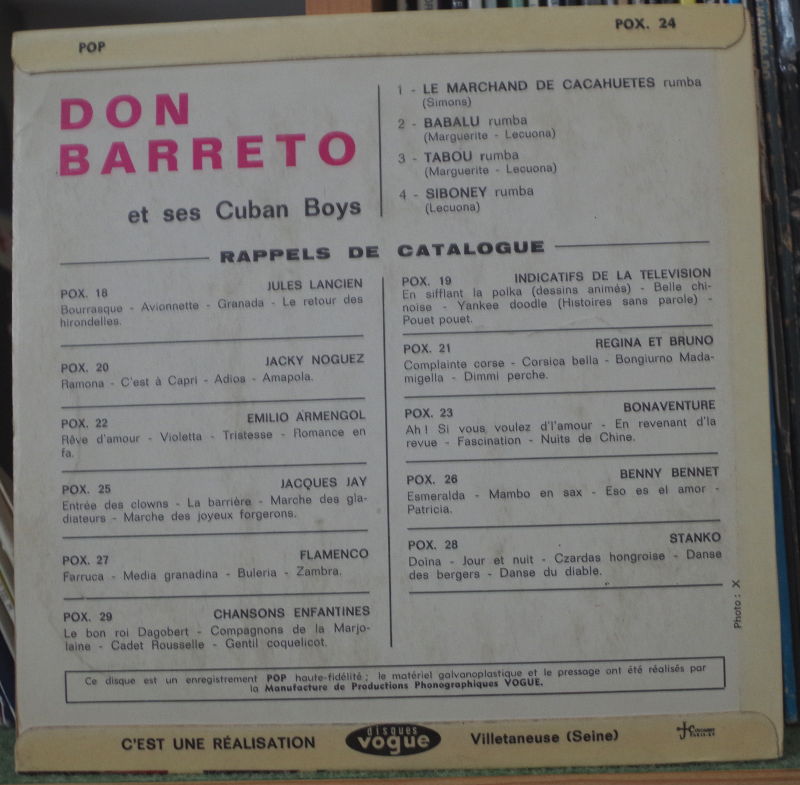 POP
POX. 24
DON
BARRETO
et ses Cuban Boys
1 - LE MARCHAND DE CACAHUETES rumba
(Simons)
2 - BABALU rumba
(Marguerite - Lecuona)
3 - TABOU rumba
(Marguerite - Lecuona)
4 - SIBONEY rumba
(Lecuona)
RAPPELS DE CATALOGUE
POX. 18 JULES LANCIEN
Bourrasque - Avionnette - Granada - Le retour des
hirondelles.
POX. 20 JACKY NOGUEZ
Ramona - C'est à Capri - Adios - Amapola.
POX. 22 EMILIO ARMENGOL
Rêve d'amour - Violetta - Tristesse - Romance en
fa.
POX. 25 JACQUES JAY
Entrée des clowns - La barrière - Marche des gla-
diateurs - Marche des joyeux forgerons.
POX. 27 FLAMENCO
Farruca - Media granadina - Buleria - Zambra.
POX. 29 CHANSONS ENFANTINES
Le bon roi Dagobert - Compagnons de la Marjo-
laine - Cadet Rousselle - Gentil coquelicot.
POX. 19 INDICATIFS DE LA TELEVISION
En sifflant la polka (dessins animés) - Belle chi-
noise - Yankee doodle (Histoires sans parole) -
Pouet pouet.
POX. 21 REGINA ET BRUNO
Complainte corse - Corsica bella - Bongiurno Mada-
migella - Dimmi perche.
POX. 23 BONAVENTURE
Ah ! Si vous voulez d'l'amour - En revenant d'la
revue - Fascination - Nuits de Chine.
POX. 26 BENNY BENNET
Esmeralda - Mambo en sax - Eso es el amor -
Patricia.
POX. 28 STANKO
Doïna - Jour et nuit - Czardas hongroise - Danse
des bergers - Danse du diable.
Photo : X
Ce disque est un enregistrement POP haute-fidélité ; le matériel galvanoplastique et le pressage ont été réalisés par
la Manufacture de Productions Phonographiques VOGUE.
C'EST UNE RÉALISATION
disques
vogue
Villetaneuse (Seine)